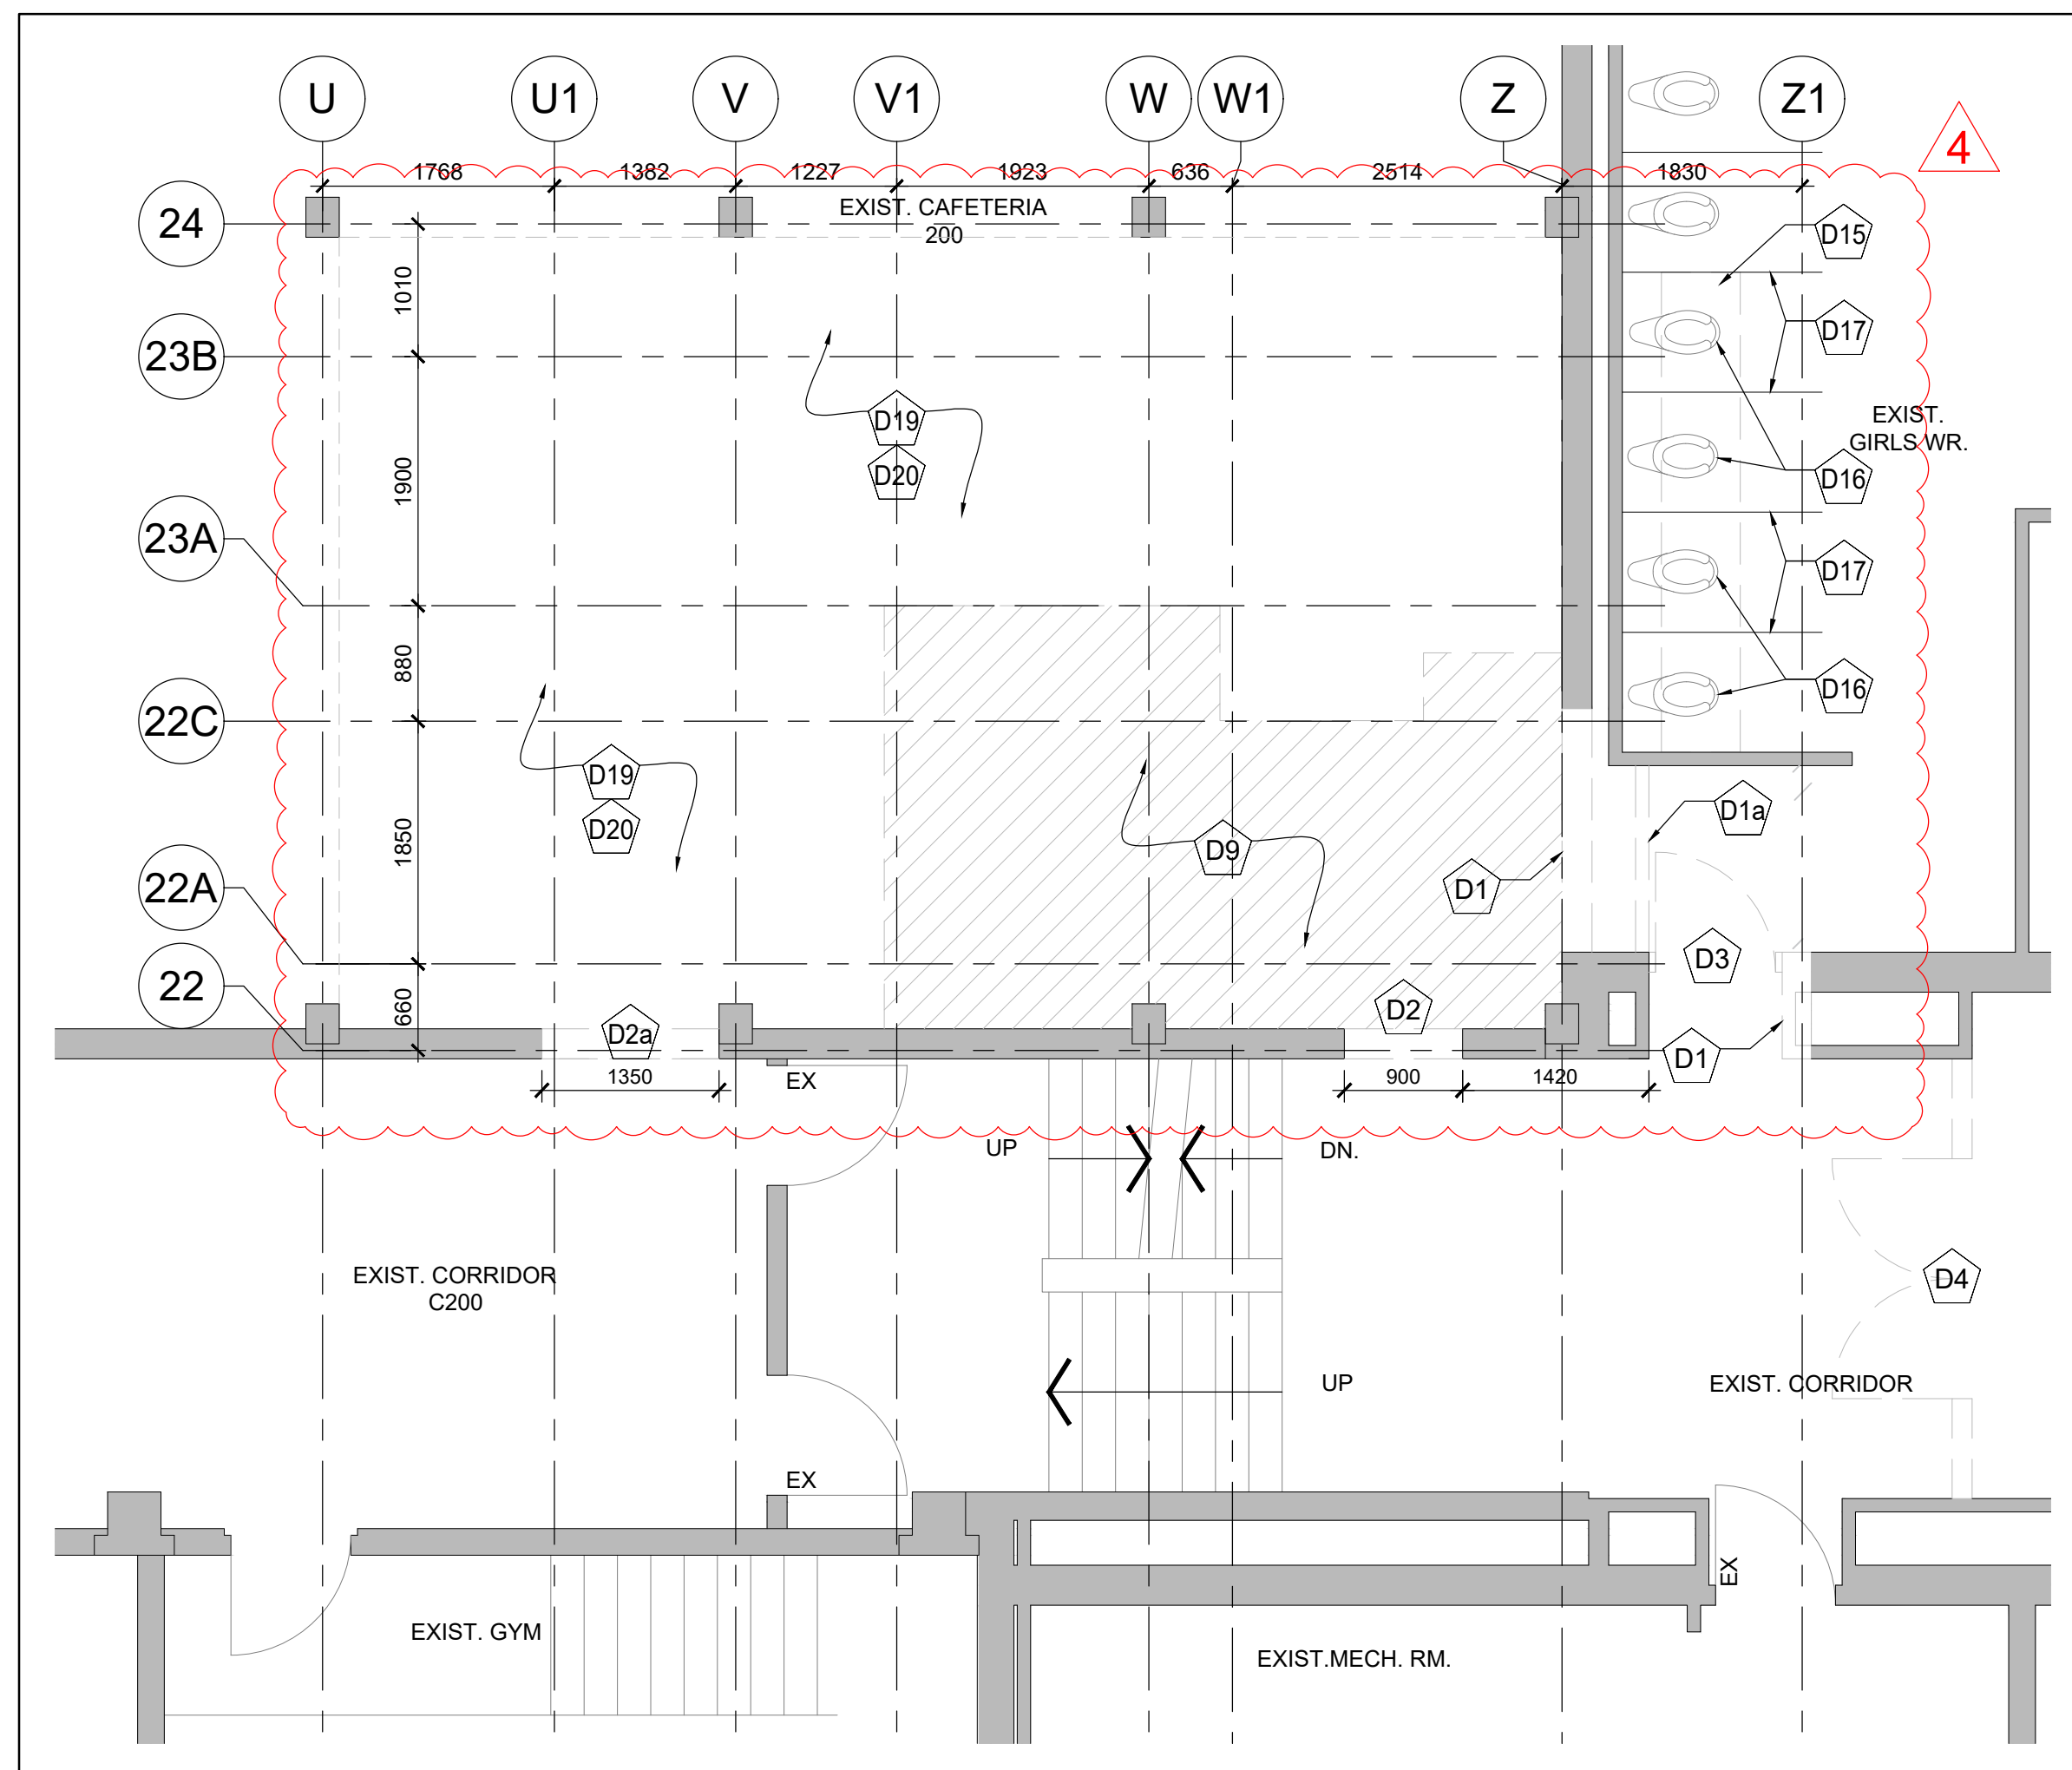 U
U1
V
V1
W
W1
Z
Z1
4
1768
1382
1227
1923
636
2514
1830
24
EXIST. CAFETERIA
200
D15
1010
D17
23B
D19
EXIST.
GIRLS WR.
D20
D16
1900
23A
D17
880
D16
22C
D19
D1a
D20
1850
D9
D1
22A
D3
22
660
D2a
D2
D1
1350
EX
900
1420
UP
DN.
EXIST. CORRIDOR
C200
D4
UP
EXIST. CORRIDOR
EX
EX
EXIST. GYM
EXIST.MECH. RM.